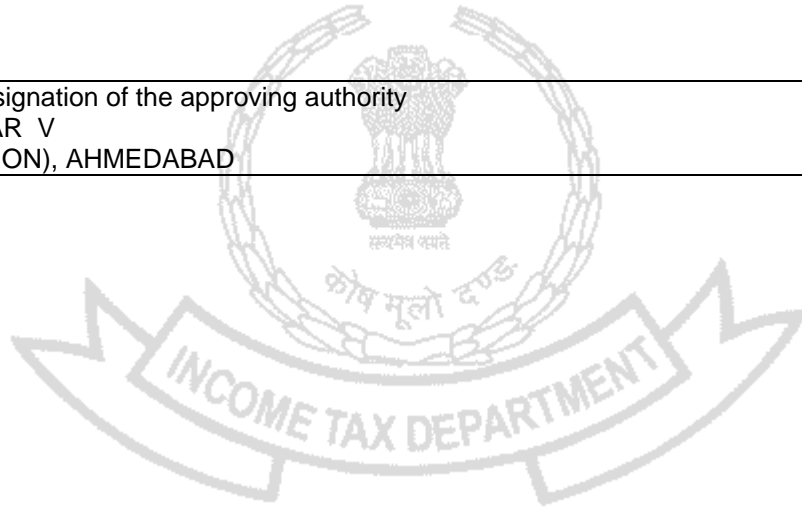 signation of the approving authority
AR V
ON), AHMEDABAD
सत्यमेव जयते
कोष मूलो दण्डः
INCOME TAX DEPARTMENT